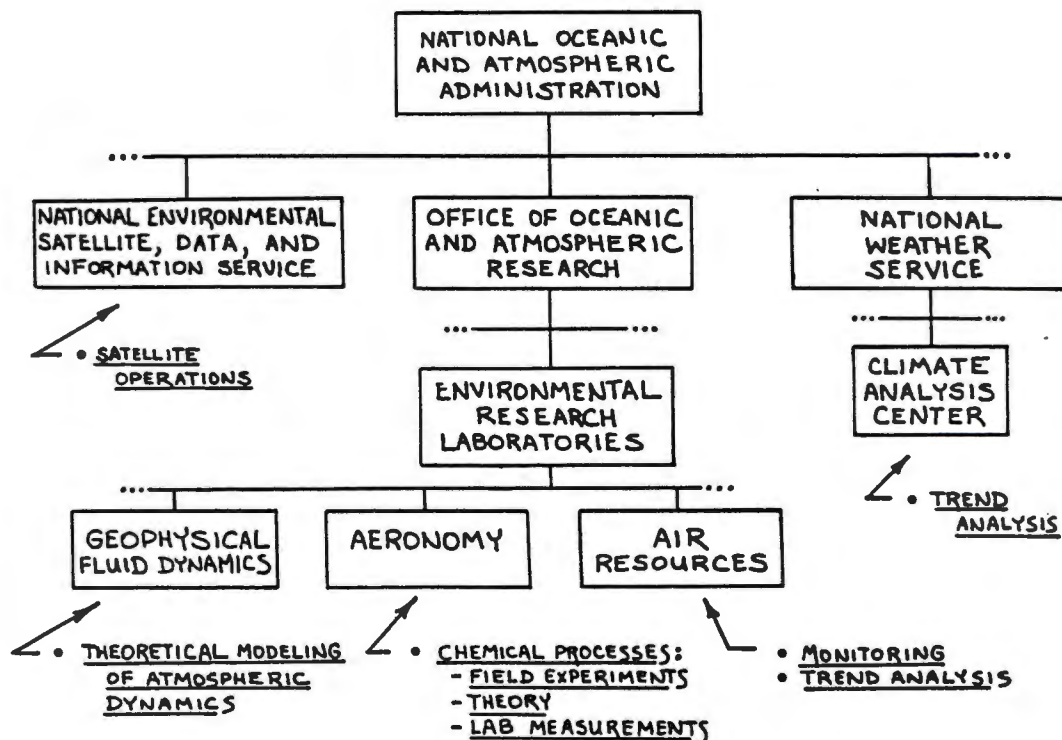 NATIONAL OCEANIC
AND ATMOSPHERIC
ADMINISTRATION
NATIONAL ENVIRONMENTAL
SATELLITE, DATA, AND
INFORMATION SERVICE
OFFICE OF OCEANIC
AND ATMOSPHERIC
RESEARCH
NATIONAL
WEATHER
SERVICE
• SATELLITE
OPERATIONS
ENVIRONMENTAL
RESEARCH
LABORATORIES
CLIMATE
ANALYSIS
CENTER
• TREND
ANALYSIS
GEOPHYSICAL
FLUID DYNAMICS
AERONOMY
AIR
RESOURCES
• THEORETICAL MODELING
OF ATMOSPHERIC
DYNAMICS
• CHEMICAL PROCESSES:
- FIELD EXPERIMENTS
- THEORY
- LAB MEASUREMENTS
• MONITORING
• TREND ANALYSIS